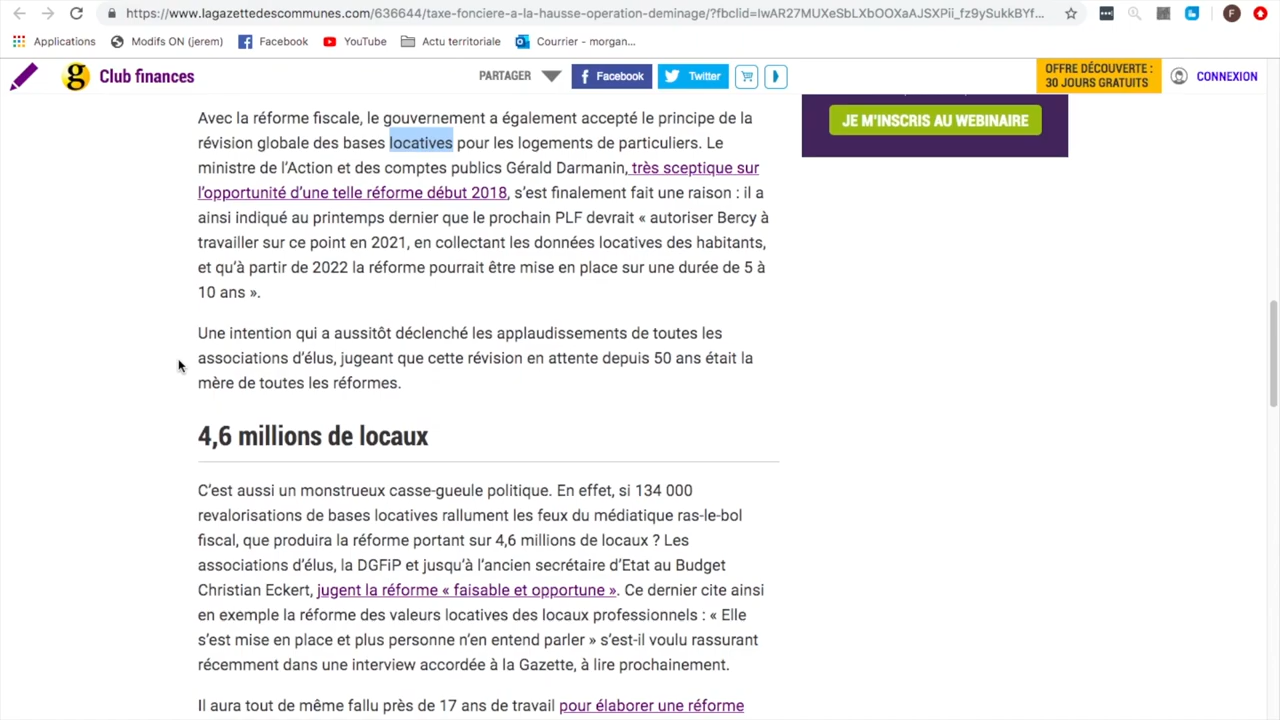 https://www.lagazettedescommunes.com/636644/taxe-fonciere-a-la-hausse-operation-deminage/?fbclid=IwAR27MUXeSbLXbOOXaAJSXPii_fz9ySukkBYf...
F
Applications
Modifs ON (jerem)
Facebook
YouTube
Actu territoriale
Courrier - morgan...
g
Club finances
PARTAGER
Facebook
Twitter
OFFRE DÉCOUVERTE :
30 JOURS GRATUITS
CONNEXION
JE M'INSCRIS AU WEBINAIRE
Avec la réforme fiscale, le gouvernement a également accepté le principe de la
révision globale des bases locatives pour les logements de particuliers. Le
ministre de l’Action et des comptes publics Gérald Darmanin, très sceptique sur
l’opportunité d’une telle réforme début 2018, s’est finalement fait une raison : il a
ainsi indiqué au printemps dernier que le prochain PLF devrait « autoriser Bercy à
travailler sur ce point en 2021, en collectant les données locatives des habitants,
et qu’à partir de 2022 la réforme pourrait être mise en place sur une durée de 5 à
10 ans ».
Une intention qui a aussitôt déclenché les applaudissements de toutes les
associations d’élus, jugeant que cette révision en attente depuis 50 ans était la
mère de toutes les réformes.
4,6 millions de locaux
C’est aussi un monstrueux casse-gueule politique. En effet, si 134 000
revalorisations de bases locatives rallument les feux du médiatique ras-le-bol
fiscal, que produira la réforme portant sur 4,6 millions de locaux ? Les
associations d’élus, la DGFiP et jusqu’à l’ancien secrétaire d’Etat au Budget
Christian Eckert, jugent la réforme « faisable et opportune ». Ce dernier cite ainsi
en exemple la réforme des valeurs locatives des locaux professionnels : « Elle
s’est mise en place et plus personne n’en entend parler » s’est-il voulu rassurant
récemment dans une interview accordée à la Gazette, à lire prochainement.
Il aura tout de même fallu près de 17 ans de travail pour élaborer une réforme